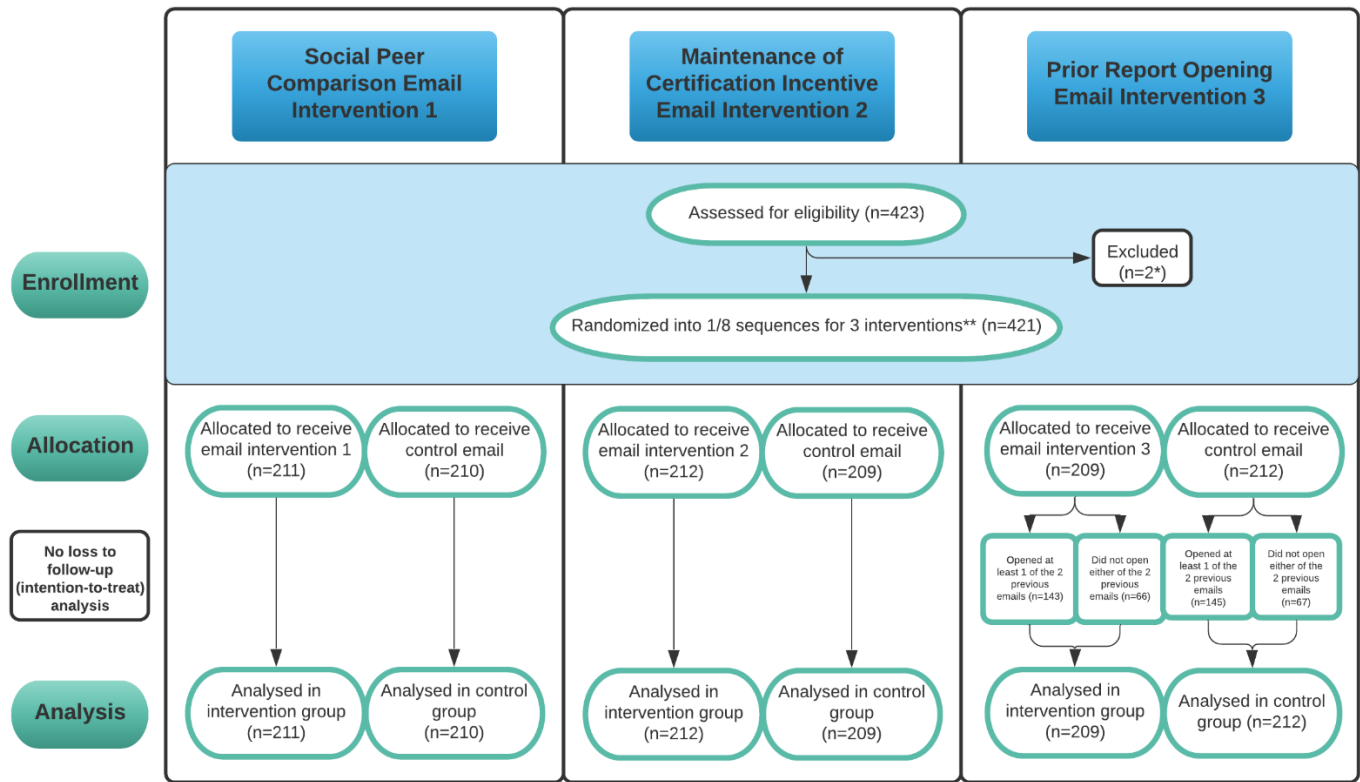 Social Peer
Comparison Email
Intervention 1
Maintenance of
Certification Incentive
Email Intervention 2
Prior Report Opening
Email Intervention 3
Enrollment
Assessed for eligibility (n=423)
Excluded
(n=2*)
Randomized into 1/8 sequences for 3 interventions** (n=421)
Allocation
Allocated to receive
email intervention 1
(n=211)
Allocated to receive
control email
(n=210)
Allocated to receive
email intervention 2
(n=212)
Allocated to receive
control email
(n=209)
Allocated to receive
email intervention 3
(n=209)
Allocated to receive
control email
(n=212)
No loss to
follow-up
(intention-to-treat)
analysis
Opened at
least 1 of the 2
previous
emails (n=143)
Did not open
either of the 2
previous
emails (n=66)
Opened at
least 1 of the
2 previous
emails
(n=145)
Did not open
either of the
2 previous
emails
(n=67)
Analysis
Analysed in
intervention group
(n=211)
Analysed in control
group
(n=210)
Analysed in
intervention group
(n=212)
Analysed in control
group
(n=209)
Analysed in
intervention group
(n=209)
Analysed in control
group (n=212)